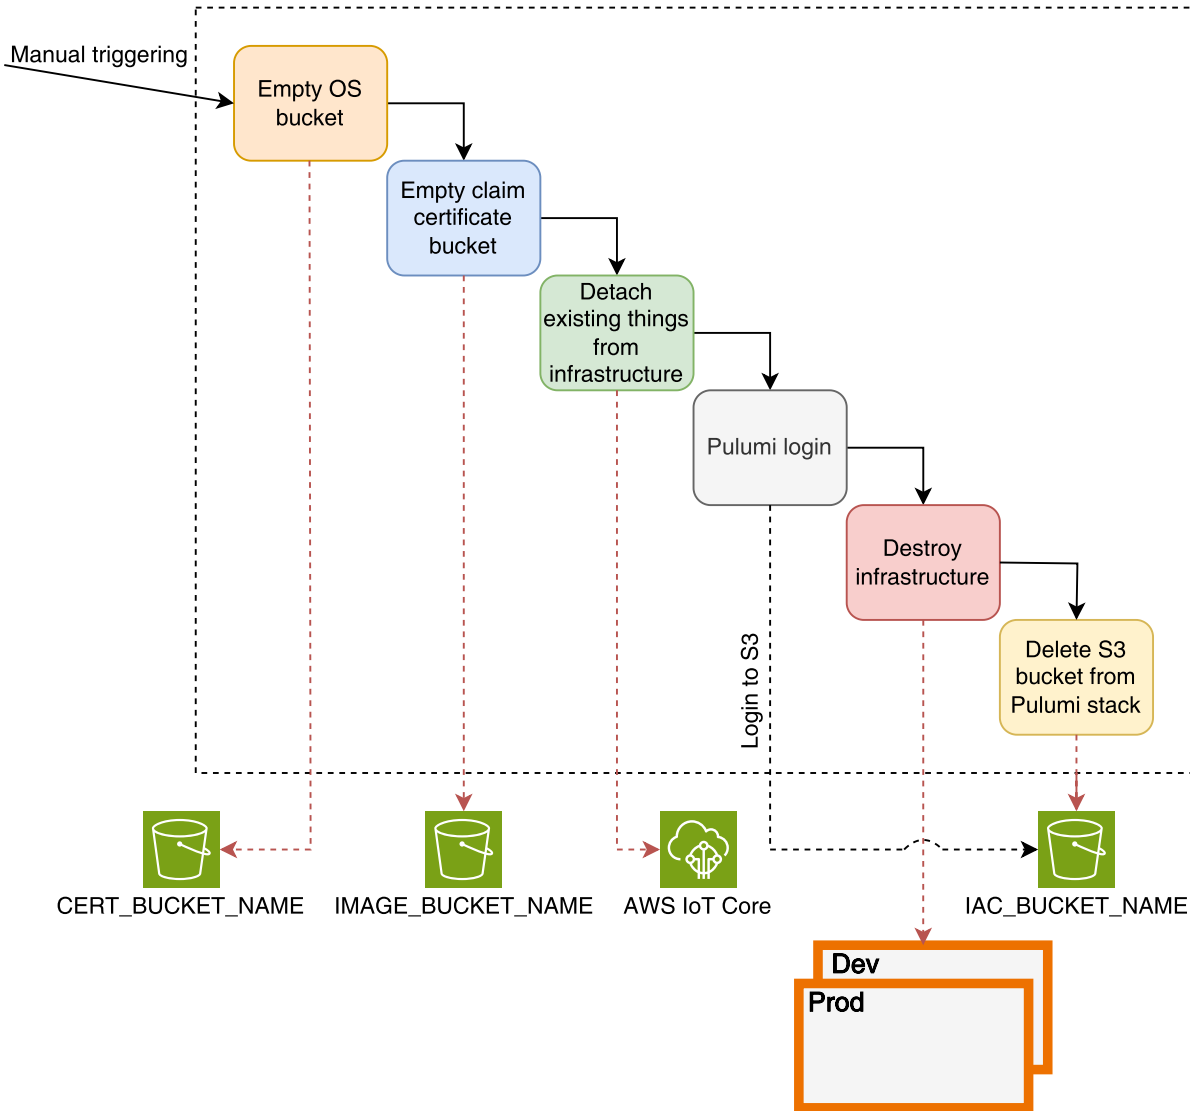 Manual triggering
Empty OS
bucket
Empty claim
certificate
bucket
Detach
existing things
from
infrastructure
Pulumi login
Destroy
infrastructure
Delete S3
bucket from
Pulumi stack
Login to S3
CERT_BUCKET_NAME
IMAGE_BUCKET_NAME
AWS IoT Core
IAC_BUCKET_NAME
Dev
Prod